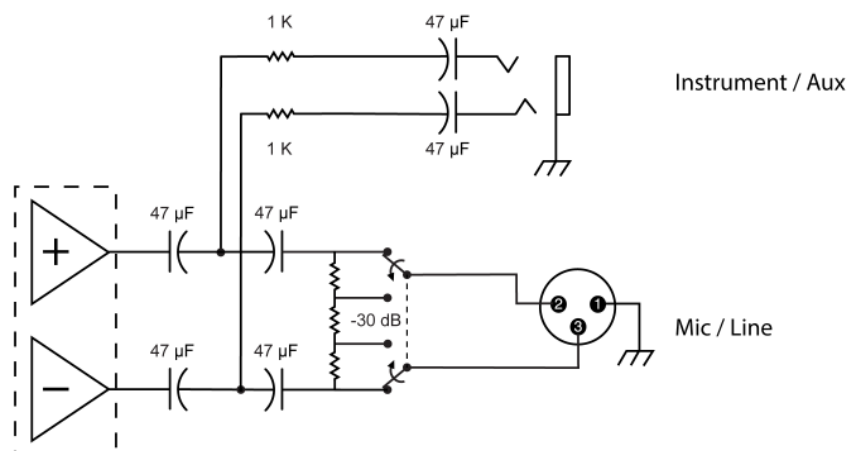 1 K
47 µF
Instrument / Aux
1 K
47 µF
47 µF
47 µF
+
-30 dB
2
1
3
Mic / Line
47 µF
47 µF
−